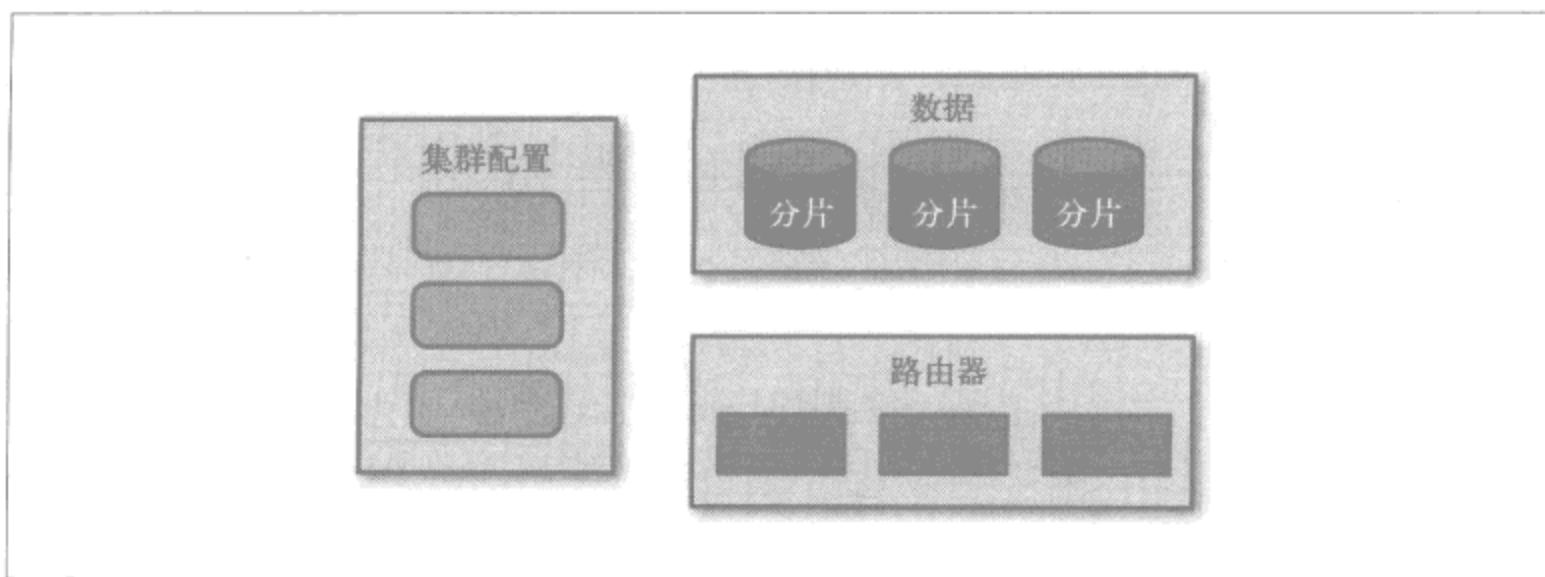 集群配置
数据
分片 分片 分片
路由器